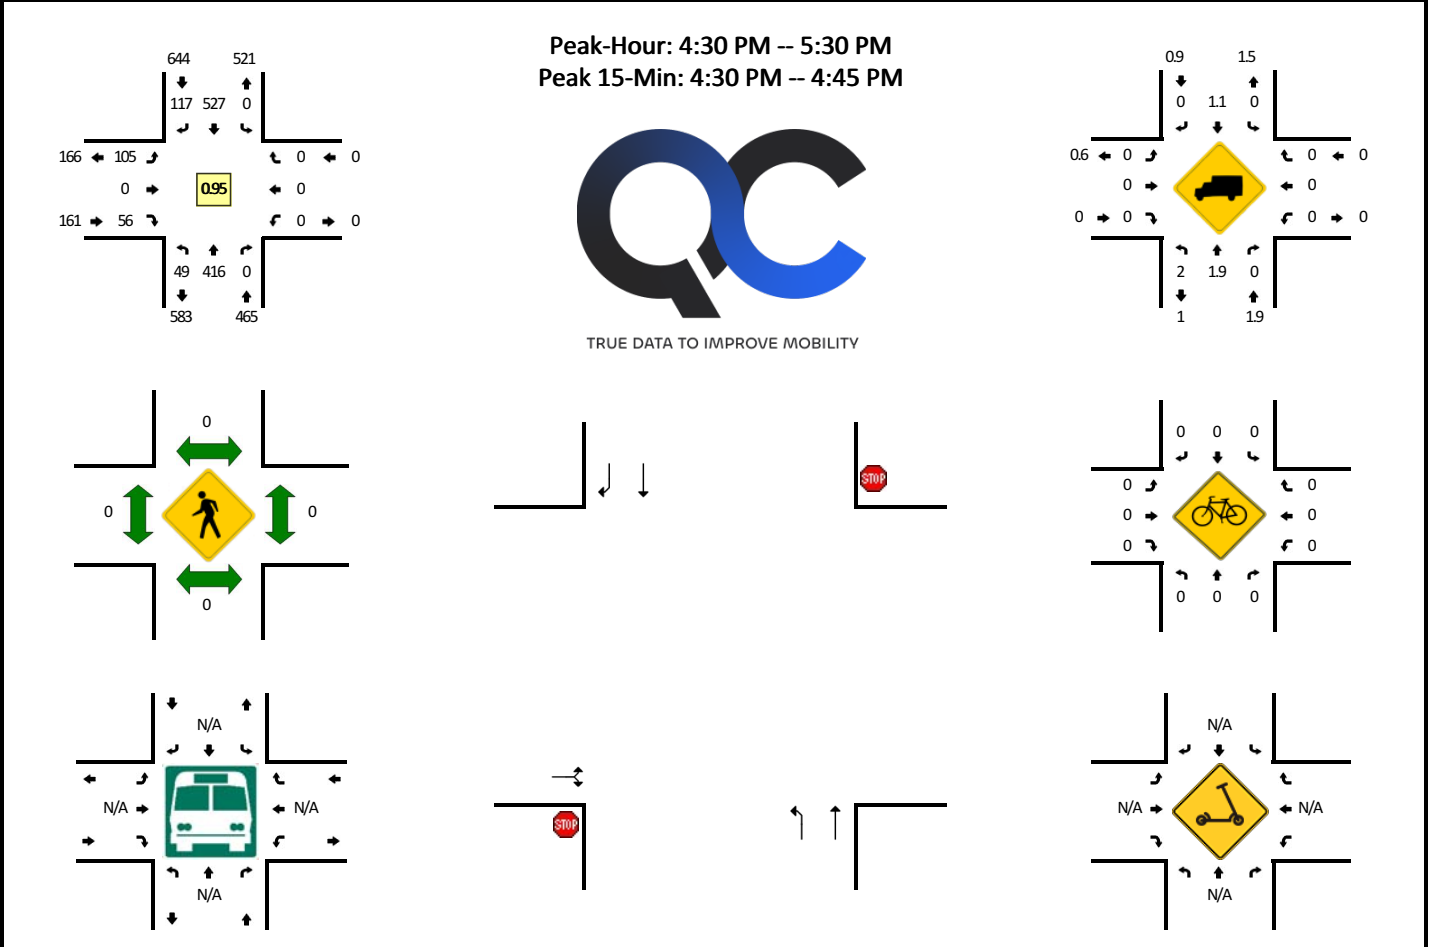 Peak-Hour: 4:30 PM -- 5:30 PM
Peak 15-Min: 4:30 PM -- 4:45 PM
644 521
117 527 0
166 105 0 0
0 0.95 0
161 56 0 0
49 416 0
583 465
QC
TRUE DATA TO IMPROVE MOBILITY
0.9 1.5
0 1.1 0
0.6 0 0 0
0 0
0 0 0 0
2 1.9 0
1 1.9
0
0 0
0
STOP
STOP
0 0 0
0 0
0 0
0 0
0 0 0
N/A
N/A N/A
N/A
N/A
N/A N/A
N/A